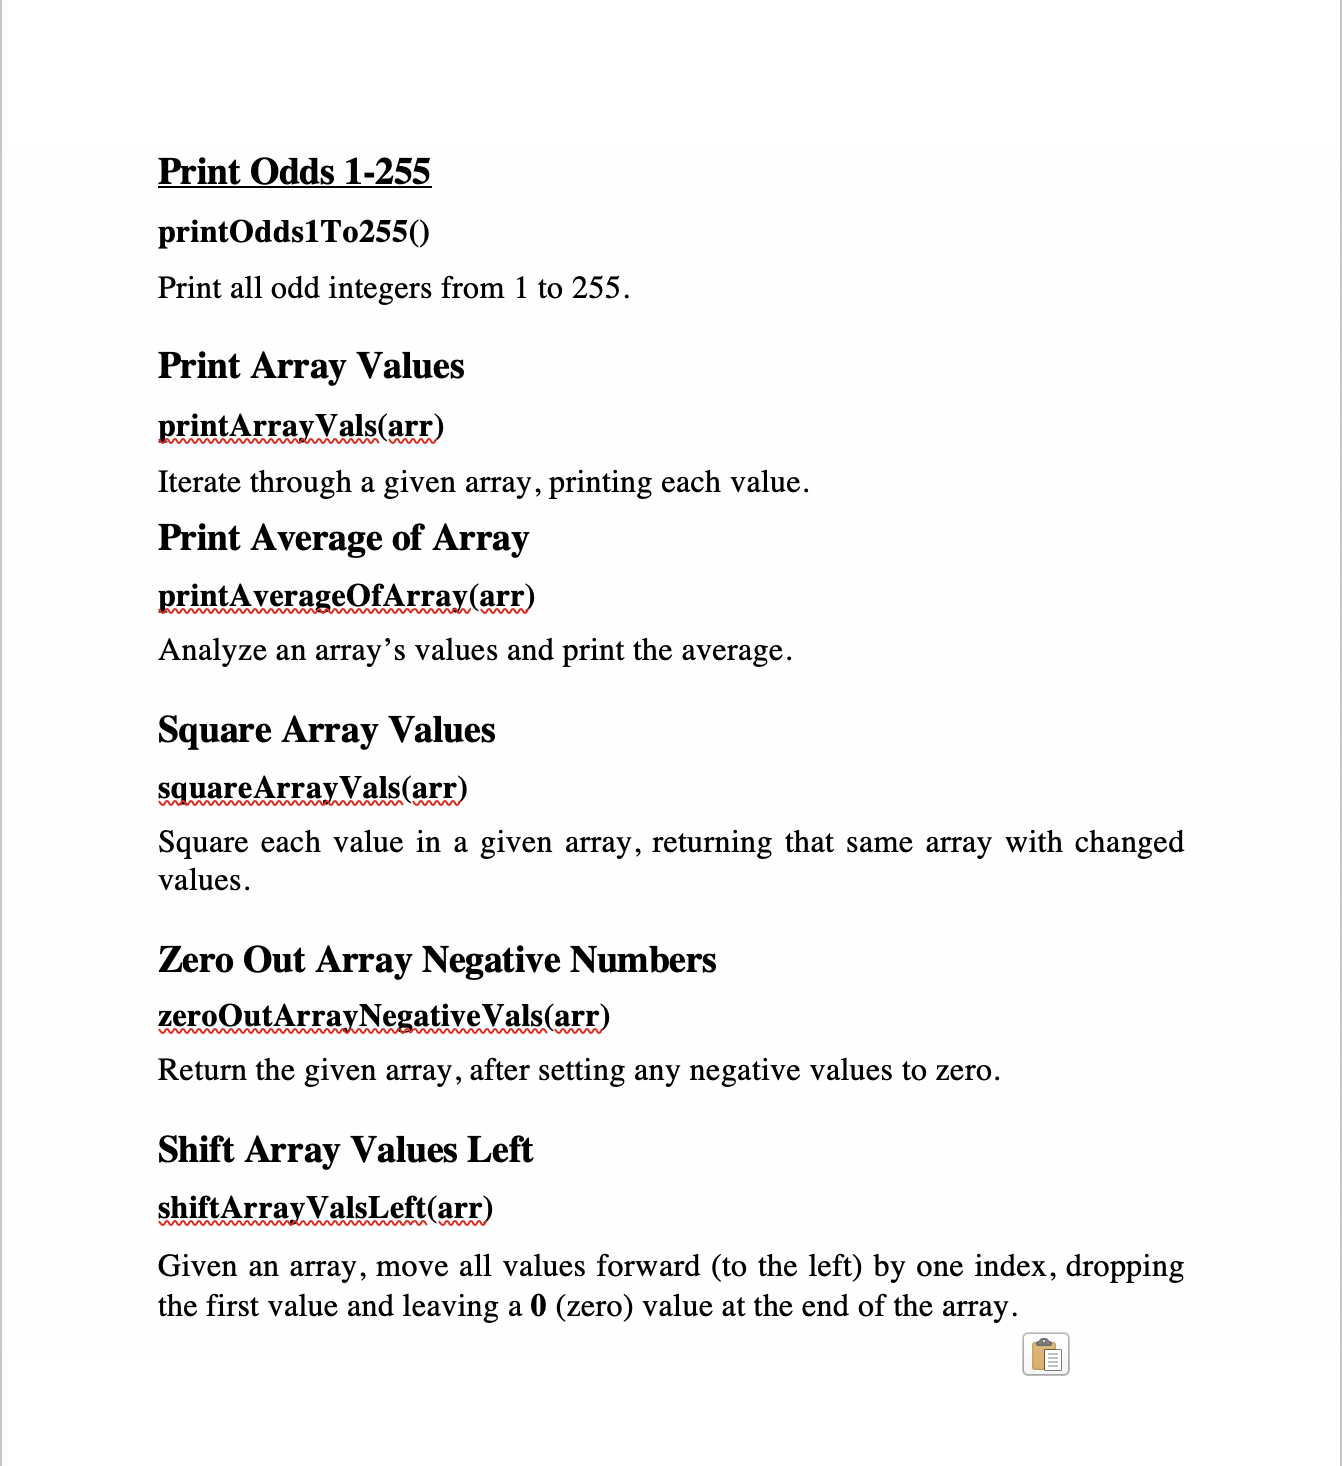 Print Odds 1-255
printOdds1To255()
Print all odd integers from 1 to 255.
Print Array Values
printArrayVals(arr)
Iterate through a given array, printing each value.
Print Average of Array
printAverageOfArray(arr)
Analyze an array’s values and print the average.
Square Array Values
squareArrayVals(arr)
Square each value in a given array, returning that same array with changed
values.
Zero Out Array Negative Numbers
zeroOutArrayNegativeVals(arr)
Return the given array, after setting any negative values to zero.
Shift Array Values Left
shiftArrayValsLeft(arr)
Given an array, move all values forward (to the left) by one index, dropping
the first value and leaving a 0 (zero) value at the end of the array.